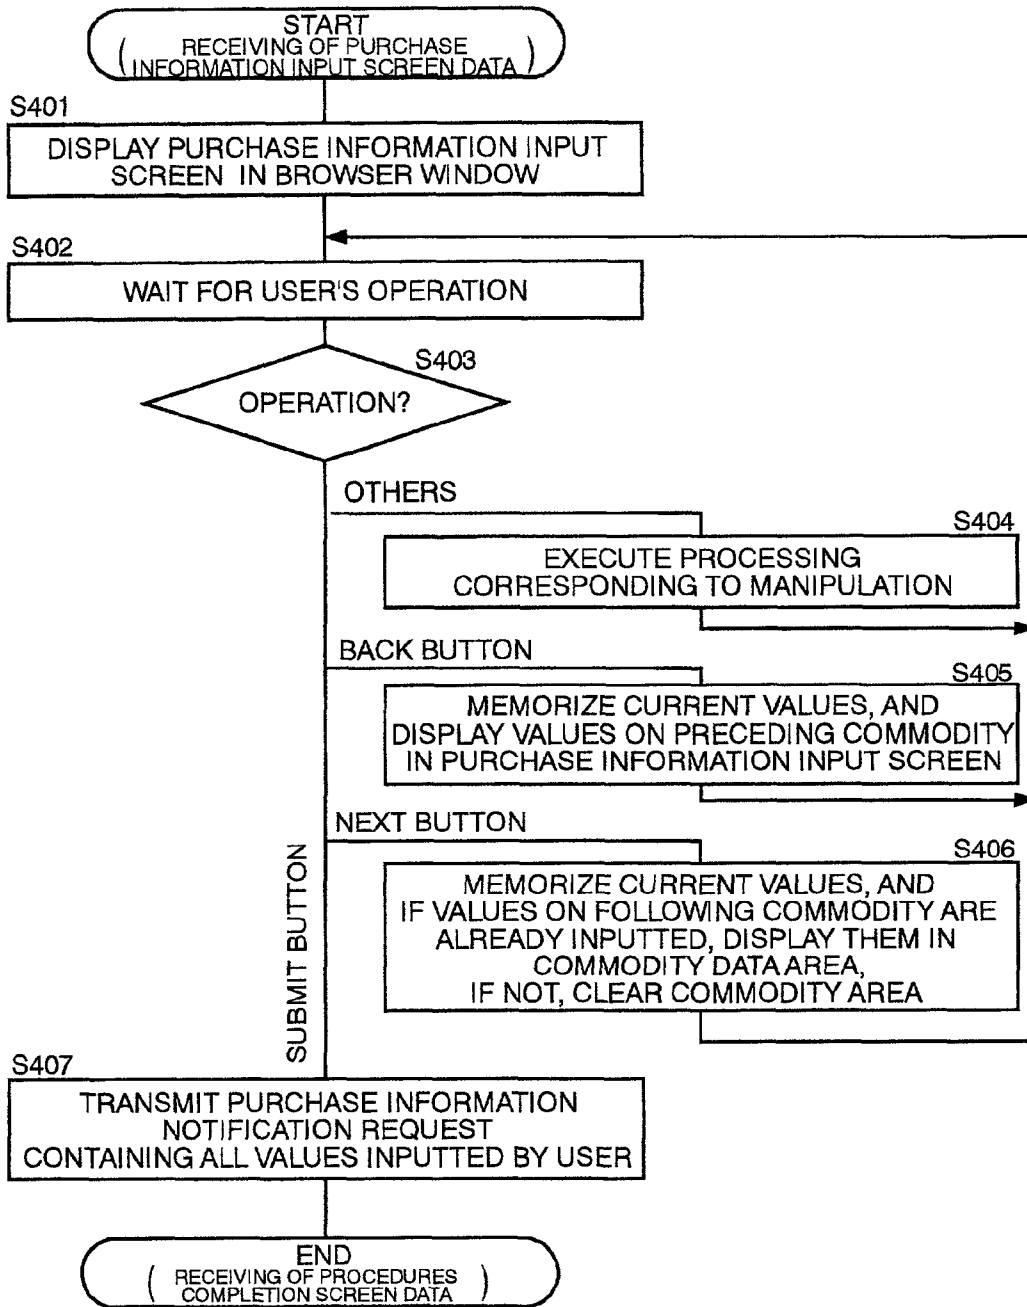 START
( RECEIVING OF PURCHASE
INFORMATION INPUT SCREEN DATA )
S401
DISPLAY PURCHASE INFORMATION INPUT
SCREEN IN BROWSER WINDOW
S402
WAIT FOR USER'S OPERATION
S403
OPERATION?
OTHERS
S404
EXECUTE PROCESSING
CORRESPONDING TO MANIPULATION
BACK BUTTON
S405
MEMORIZE CURRENT VALUES, AND
DISPLAY VALUES ON PRECEDING COMMODITY
IN PURCHASE INFORMATION INPUT SCREEN
NEXT BUTTON
S406
MEMORIZE CURRENT VALUES, AND
IF VALUES ON FOLLOWING COMMODITY ARE
ALREADY INPUTTED, DISPLAY THEM IN
COMMODITY DATA AREA,
IF NOT, CLEAR COMMODITY AREA
SUBMIT BUTTON
S407
TRANSMIT PURCHASE INFORMATION
NOTIFICATION REQUEST
CONTAINING ALL VALUES INPUTTED BY USER
END
( RECEIVING OF PROCEDURES
COMPLETION SCREEN DATA )